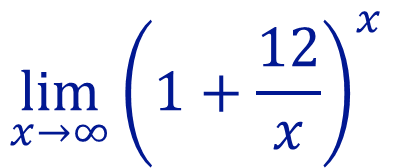 lim x→∞ (1 + 12/x)^x